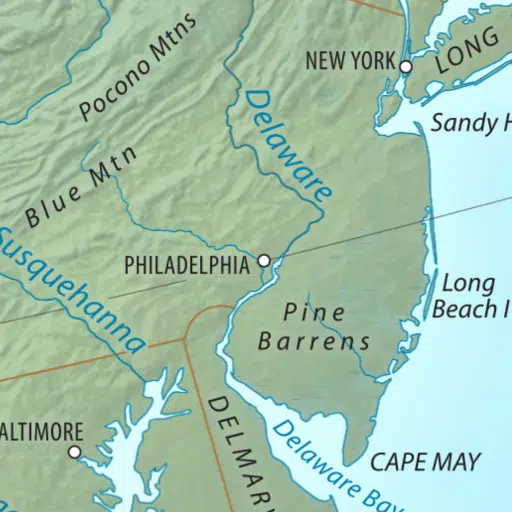 Pocono Mtns
NEW YORK
LONG
Delaware
Sandy H
Blue Mtn
Susquehanna
PHILADELPHIA
Long
Beach I
Pine
Barrens
ALTIMORE
DELMAR
Delaware Bay
CAPE MAY